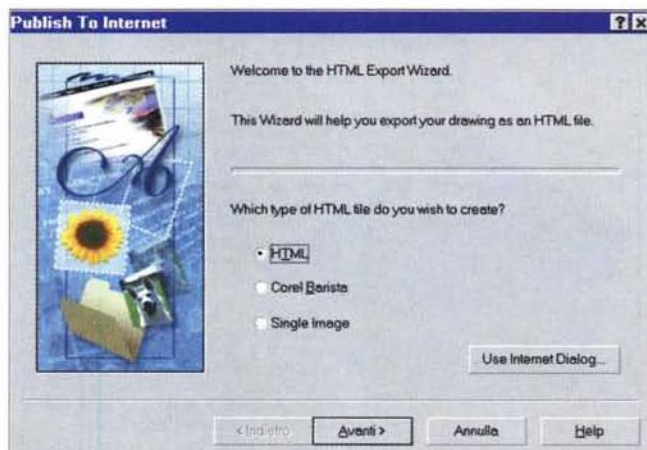 Publish To Internet
Welcome to the HTML Export Wizard.
This Wizard will help you export your drawing as an HTML file.
Which type of HTML file do you wish to create?
HTML
Corel Barista
Single Image
Use Internet Dialog...
< Indietro
Avanti >
Annulla
Help